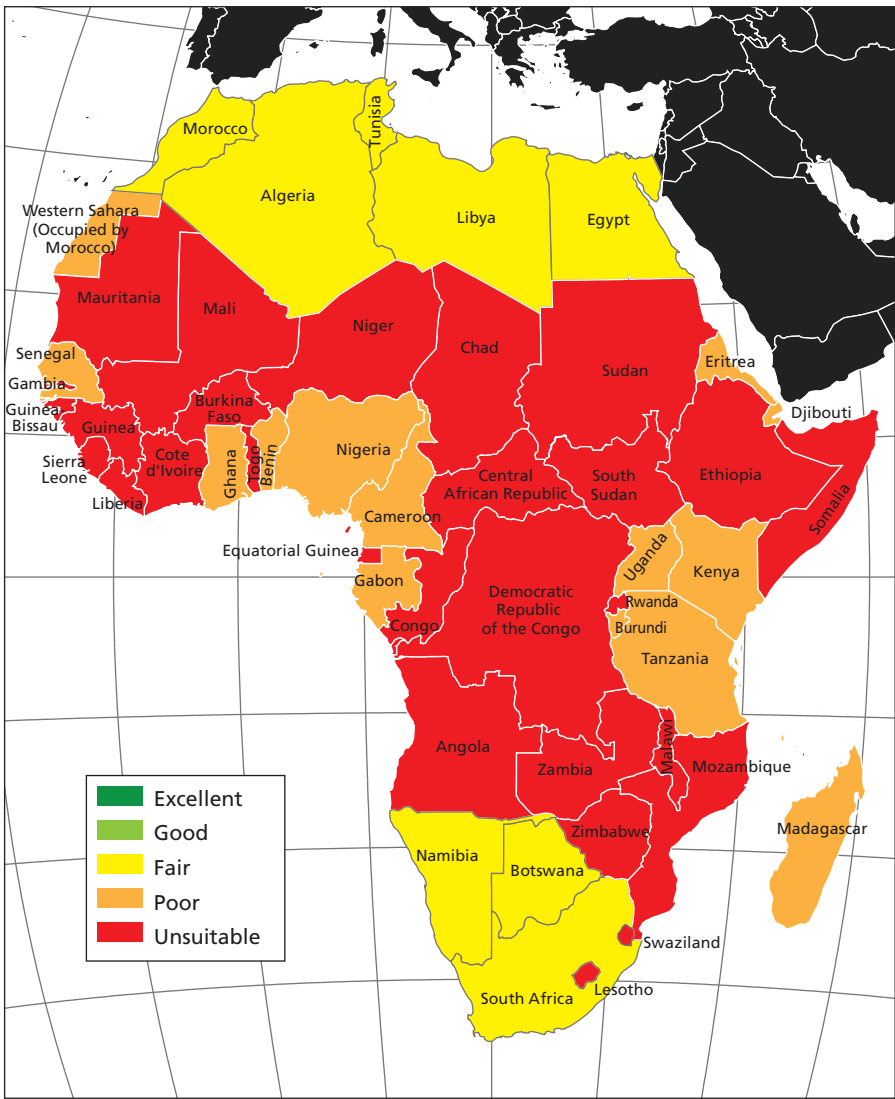 Morocco
Tunisia
Algeria
Libya
Egypt
Western Sahara
(Occupied by
Morocco)
Mauritania
Mali
Niger
Chad
Sudan
Eritrea
Senegal
Gambia
Guinea-
Bissau
Guinea
Burkina
Faso
Djibouti
Sierra
Leone
Cote
d'Ivoire
Ghana
Togo
Benin
Nigeria
Central
African Republic
South
Sudan
Ethiopia
Somalia
Liberia
Cameroon
Equatorial Guinea
Gabon
Uganda
Kenya
Congo
Democratic
Republic
of the Congo
Rwanda
Burundi
Tanzania
Angola
Zambia
Malawi
Mozambique
Zimbabwe
Madagascar
Namibia
Botswana
Swaziland
South Africa
Lesotho
Excellent
Good
Fair
Poor
Unsuitable